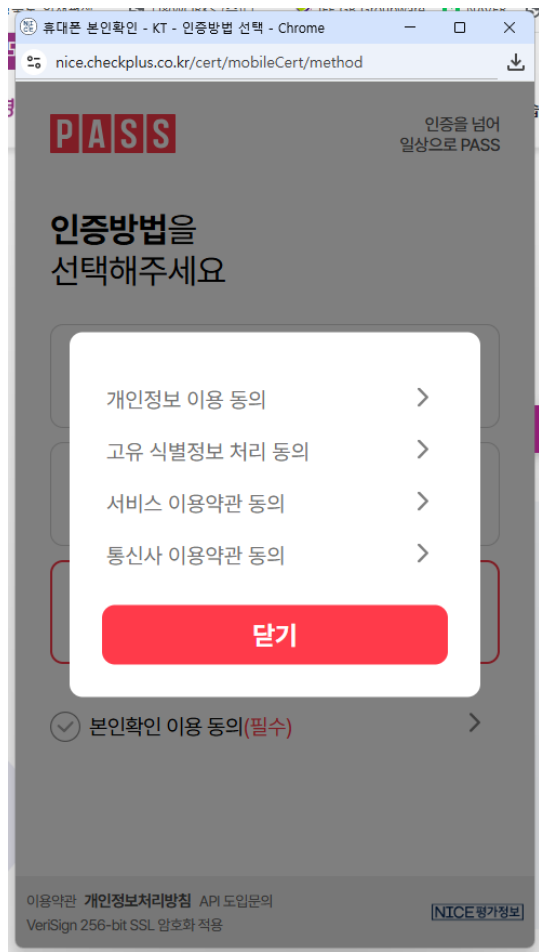 휴대폰 본인확인 - KT - 인증방법 선택 - Chrome
nice.checkplus.co.kr/cert/mobileCert/method
PASS
인증을 넘어
일상으로 PASS
인증방법을
선택해주세요
개인정보 이용 동의
고유 식별정보 처리 동의
서비스 이용약관 동의
통신사 이용약관 동의
닫기
본인확인 이용 동의(필수)
이용약관 개인정보처리방침 API 도입문의
VeriSign 256-bit SSL 암호화 적용
NICE평가정보